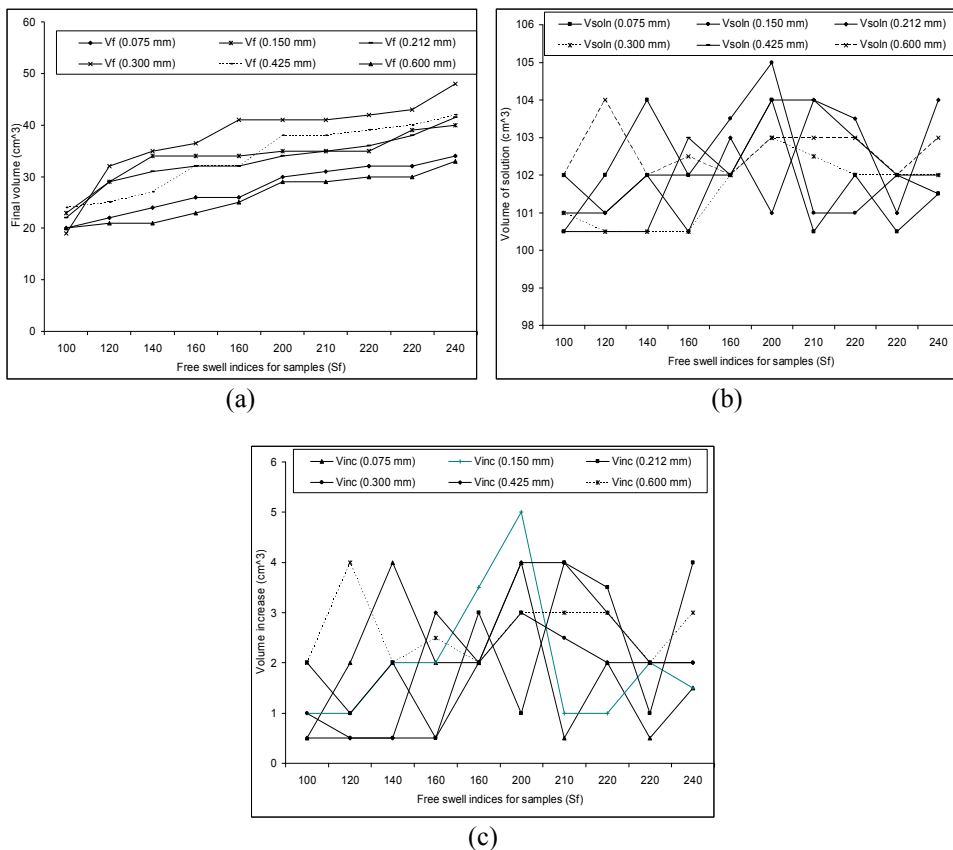 Vf (0.075 mm) Vf (0.150 mm) Vf (0.212 mm)
Vf (0.300 mm) Vf (0.425 mm) Vf (0.600 mm)
Final volume (cm^3)
60
50
40
30
20
10
0
100 120 140 160 160 200 210 220 220 240
Free swell indices for samples (Sf)
(a)
Vsoln (0.075 mm) Vsoln (0.150 mm) Vsoln (0.212 mm)
Vsoln (0.300 mm) Vsoln (0.425 mm) Vsoln (0.600 mm)
Volume of solution (cm^3)
106
105
104
103
102
101
100
99
98
100 120 140 160 160 200 210 220 220 240
Free swell indices for samples (Sf)
(b)
Vinc (0.075 mm) Vinc (0.150 mm) Vinc (0.212 mm)
Vinc (0.300 mm) Vinc (0.425 mm) Vinc (0.600 mm)
Volume increase (cm^3)
6
5
4
3
2
1
0
100 120 140 160 160 200 210 220 220 240
Free swell indices for samples (Sf)
(c)